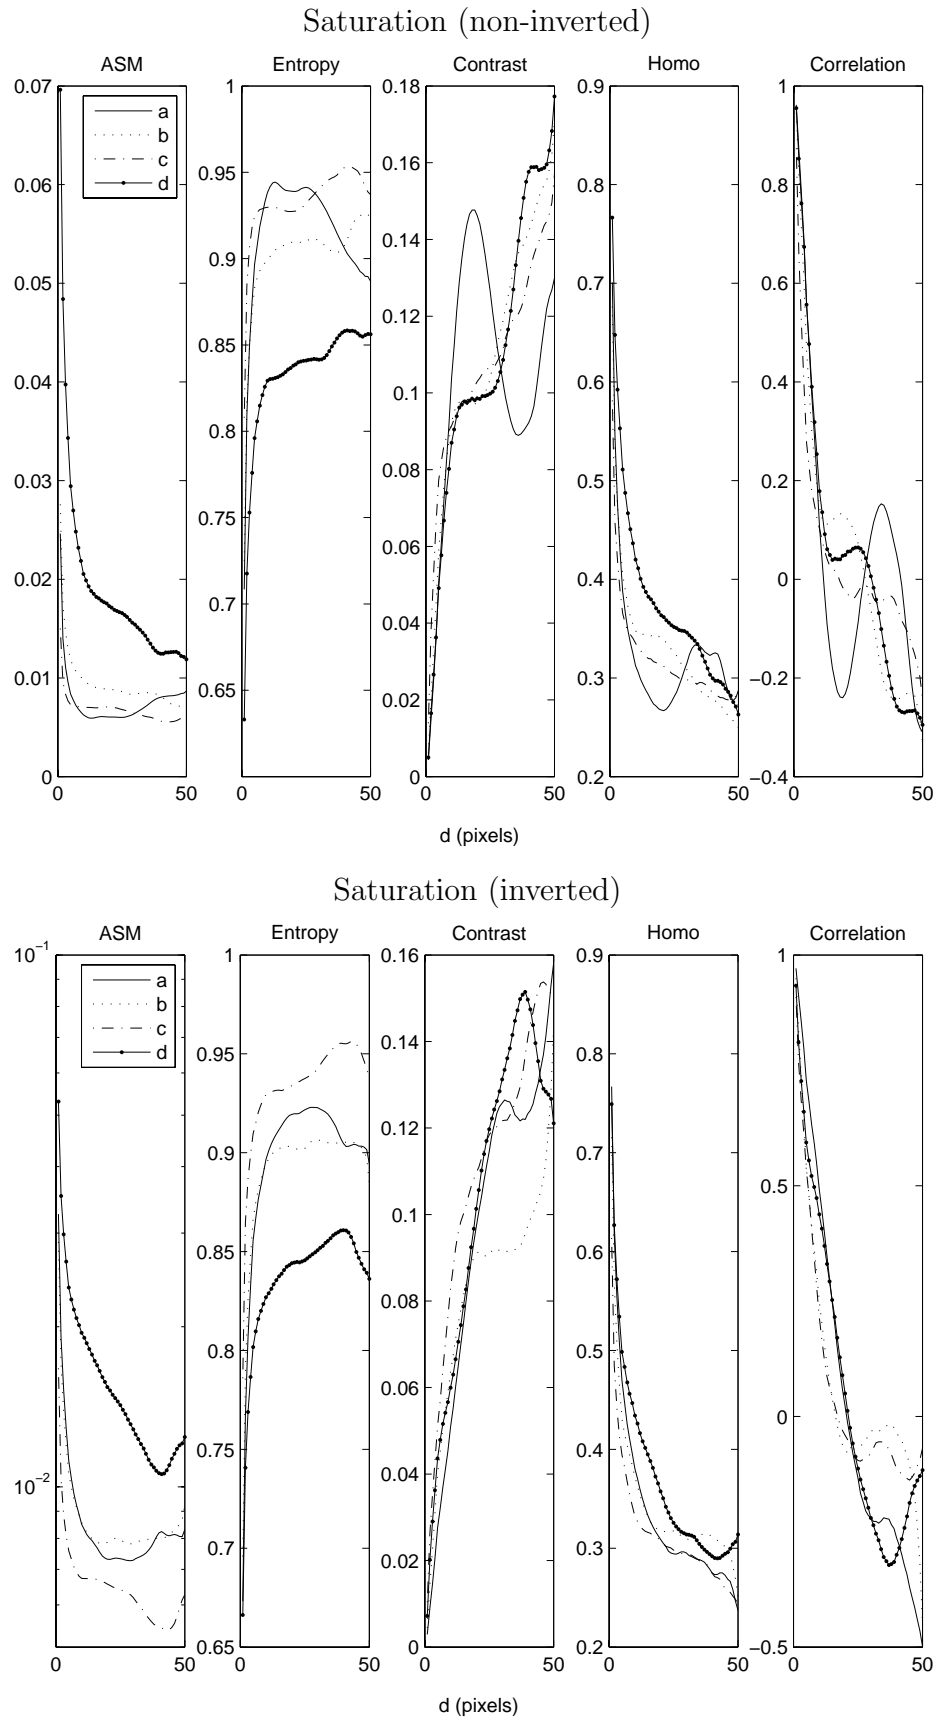 Saturation (non-inverted)
ASM Entropy Contrast Homo Correlation
0.07 1 0.18 0.9 1
a
b
c
d
0.06 0.95 0.16 0.8 0.8
0.05 0.9 0.14 0.7 0.6
0.04 0.85 0.12 0.6 0.4
0.03 0.8 0.1 0.5 0.2
0.02 0.75 0.08 0.4 0
0.01 0.7 0.06 0.3 −0.2
0.65 0.04
0.02
0 0 0.2 −0.4
0 50 0 50 0 50 0 50 0 50
d (pixels)
Saturation (inverted)
ASM Entropy Contrast Homo Correlation
10−1 1 0.16 0.9 1
a
b
c
d
0.95 0.14 0.8
0.9 0.12 0.7 0.5
0.85 0.1 0.6
0.8 0.08 0.5
0.75 0.06 0.4 0
10−2 0.7 0.04 0.3
0.02
0.65 0 0.2 −0.5
0 50 0 50 0 50 0 50 0 50
d (pixels)